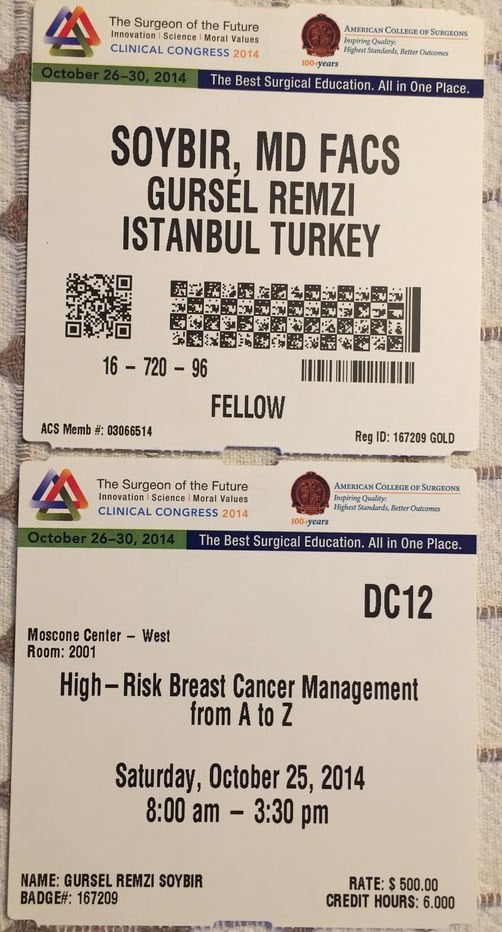 The Surgeon of the Future
Innovation | Science | Moral Values
CLINICAL CONGRESS 2014
AMERICAN COLLEGE OF SURGEONS
Inspiring Quality:
Highest Standards, Better Outcomes
100+years
October 26–30, 2014
The Best Surgical Education. All in One Place.
SOYBIR, MD FACS
GURSEL REMZI
ISTANBUL TURKEY
16 – 720 – 96
FELLOW
ACS Memb #: 03066514
Reg ID: 167209 GOLD
The Surgeon of the Future
Innovation | Science | Moral Values
CLINICAL CONGRESS 2014
AMERICAN COLLEGE OF SURGEONS
Inspiring Quality:
Highest Standards, Better Outcomes
100+years
October 26–30, 2014
The Best Surgical Education. All in One Place.
DC12
Moscone Center – West
Room: 2001
High–Risk Breast Cancer Management
from A to Z
Saturday, October 25, 2014
8:00 am – 3:30 pm
NAME: GURSEL REMZI SOYBIR
BADGE#: 167209
RATE: $ 500.00
CREDIT HOURS: 6.000